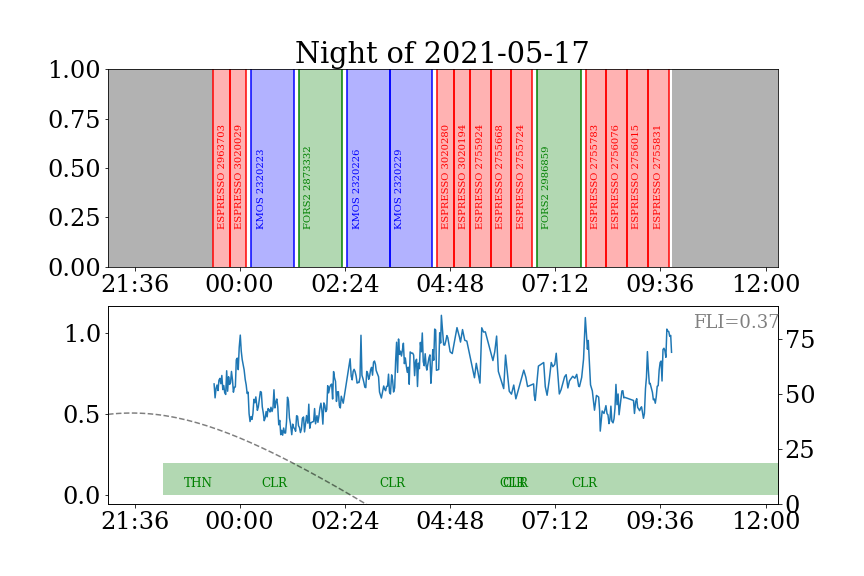 Night of 2021-05-17
1.00
0.75
0.50
0.25
0.00
ESPRESSO 2963703
ESPRESSO 3020029
KMOS 2320223
FORS2 2873332
KMOS 2320226
KMOS 2320229
ESPRESSO 3020280
ESPRESSO 3020194
ESPRESSO 2755924
ESPRESSO 2755668
ESPRESSO 2755724
FORS2 2986859
ESPRESSO 2755783
ESPRESSO 2756076
ESPRESSO 2756015
ESPRESSO 2755831
21:36 00:00 02:24 04:48 07:12 09:36 12:00
FLI=0.37
1.0
0.5
0.0
75
50
25
0
THN CLR CLR CLR CLR CLR
21:36 00:00 02:24 04:48 07:12 09:36 12:00